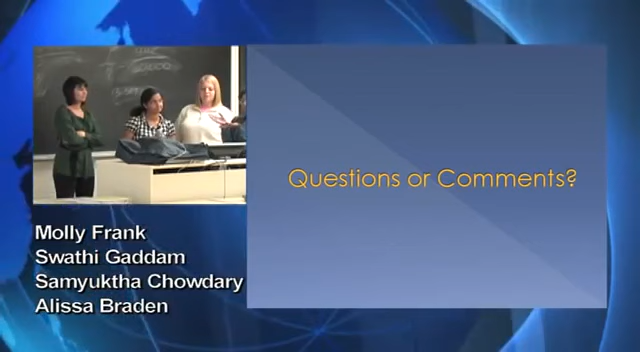 Questions or Comments?
Molly Frank
Swathi Gaddam
Samyuktha Chowdary
Alissa Braden